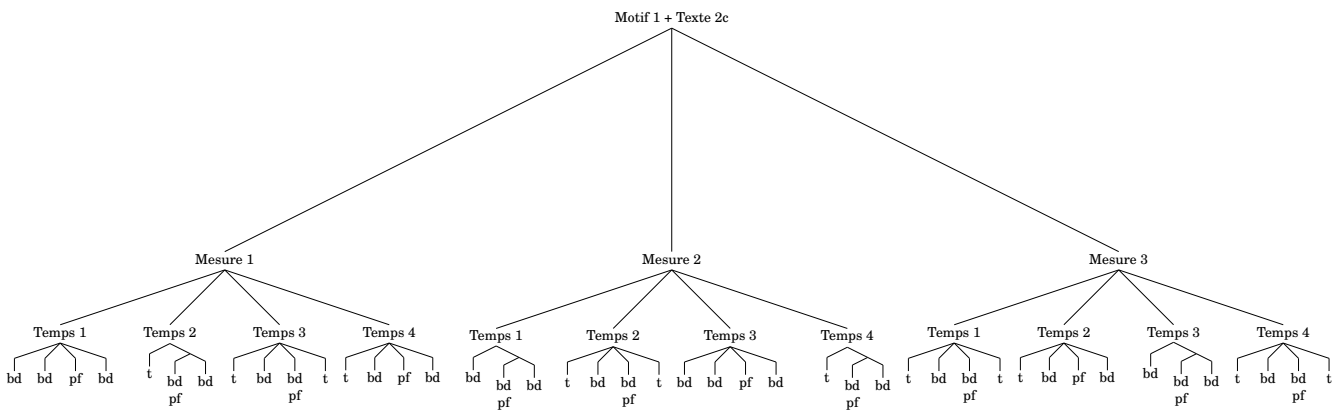 Motif 1 + Texte 2c
Mesure 1 Mesure 2 Mesure 3
Temps 1 Temps 2 Temps 3 Temps 4 Temps 1 Temps 2 Temps 3 Temps 4 Temps 1 Temps 2 Temps 3 Temps 4
bd bd pf bd t bd bd t bd bd t t bd pf bd bd bd bd t bd bd t bd bd pf bd t bd bd t bd bd t t bd pf bd bd bd bd t bd bd t
pf pf pf pf pf pf pf pf